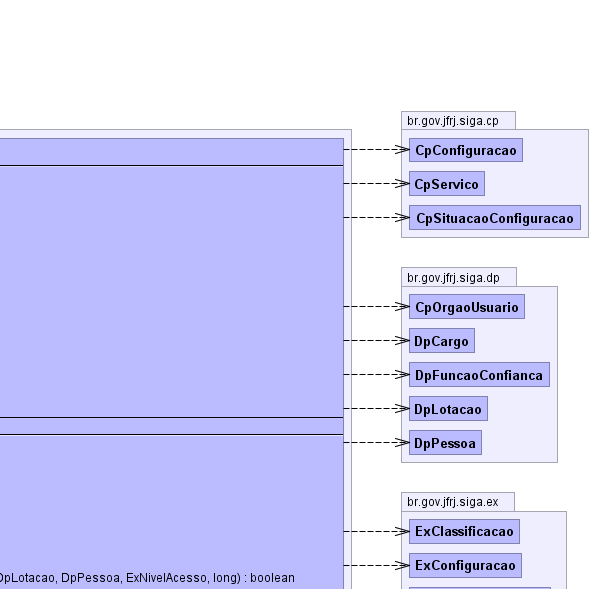 br.gov.jfrj.siga.cp
CpConfiguracao
CpServico
CpSituacaoConfiguracao
br.gov.jfrj.siga.dp
CpOrgaoUsuario
DpCargo
DpFuncaoConfianca
DpLotacao
DpPessoa
br.gov.jfrj.siga.ex
ExClassificacao
ExConfiguracao
DpLotacao, DpPessoa, ExNivelAcesso, long) : boolean